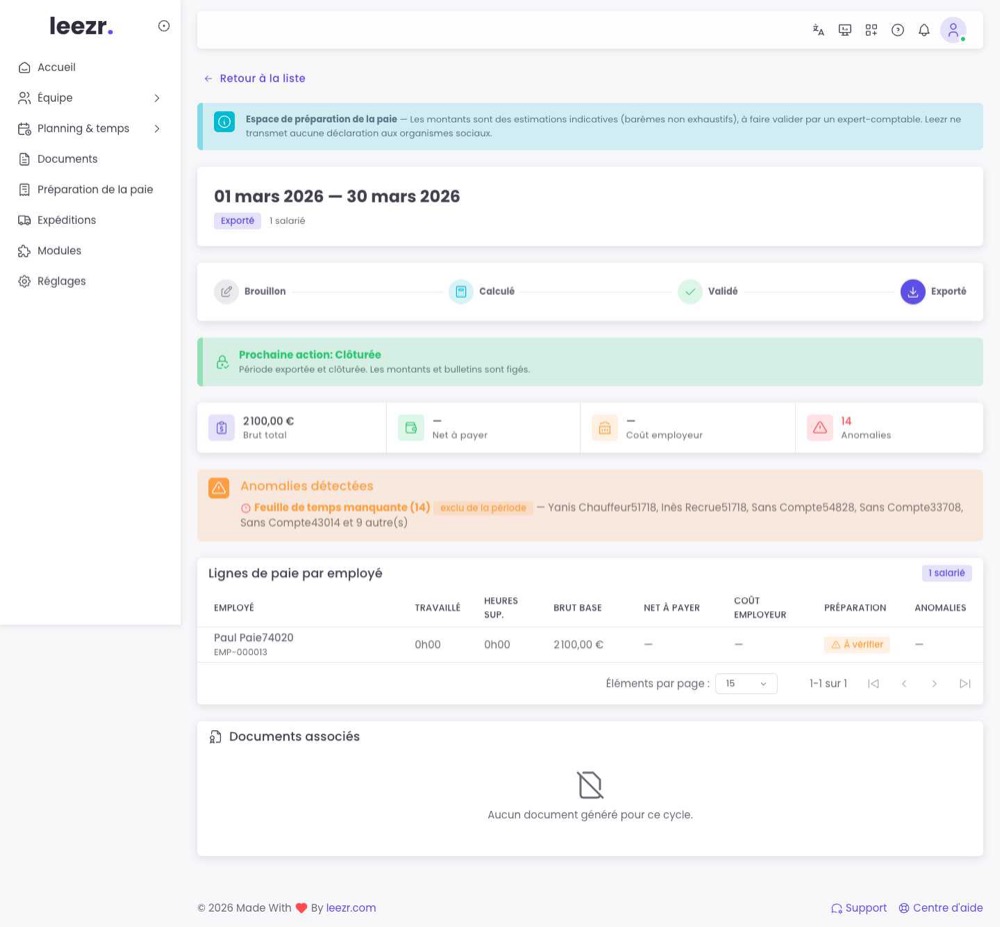 leezr.
Accueil
Équipe
Planning & temps
Documents
Préparation de la paie
Expéditions
Modules
Réglages
Retour à la liste
Espace de préparation de la paie — Les montants sont des estimations indicatives (barèmes non exhaustifs), à faire valider par un expert-comptable. Leezr ne
transmet aucune déclaration aux organismes sociaux.
01 mars 2026 — 30 mars 2026
Exporté 1 salarié
Brouillon Calculé Validé Exporté
Prochaine action: Clôturée
Période exportée et clôturée. Les montants et bulletins sont figés.
2 100,00 €
Brut total
—
Net à payer
—
Coût employeur
14
Anomalies
Anomalies détectées
Feuille de temps manquante (14) exclu de la période — Yanis Chauffeur51718, Inès Recrue51718, Sans Compte54828, Sans Compte33708,
Sans Compte43014 et 9 autre(s)
Lignes de paie par employé 1 salarié
EMPLOYÉ TRAVAILLÉ HEURES SUP. BRUT BASE NET À PAYER COÛT EMPLOYEUR PRÉPARATION ANOMALIES
Paul Paie74020 0h00 0h00 2 100,00 € — — À vérifier —
EMP-000013
Éléments par page : 15 1-1 sur 1
Documents associés
Aucun document généré pour ce cycle.
© 2026 Made With By leezr.com Support Centre d'aide